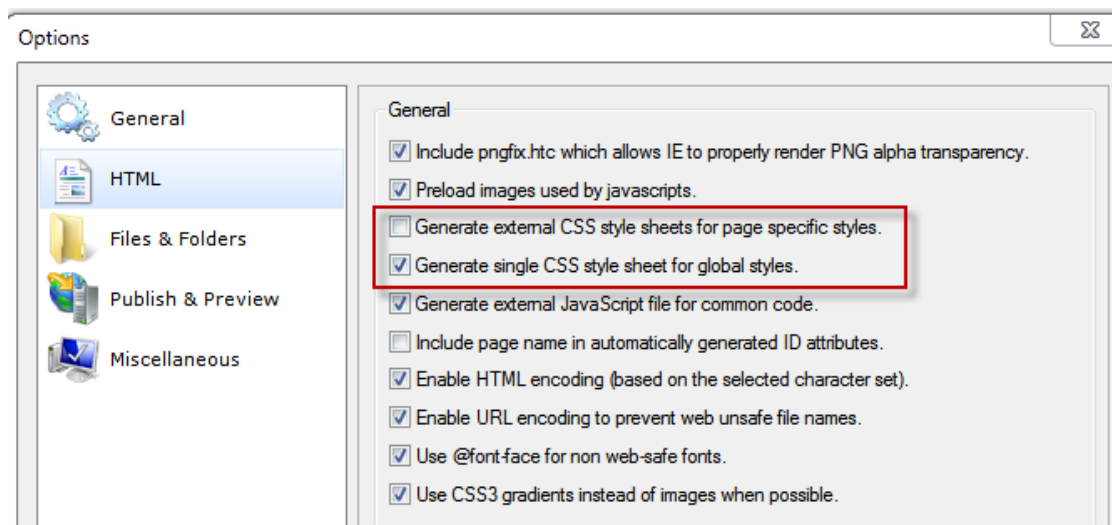 Options
General
HTML
Files & Folders
Publish & Preview
Miscellaneous
General
Include pngfix.htc which allows IE to properly render PNG alpha transparency.
Preload images used by javascripts.
Generate external CSS style sheets for page specific styles.
Generate single CSS style sheet for global styles.
Generate external JavaScript file for common code.
Include page name in automatically generated ID attributes.
Enable HTML encoding (based on the selected character set).
Enable URL encoding to prevent web unsafe file names.
Use @font-face for non web-safe fonts.
Use CSS3 gradients instead of images when possible.